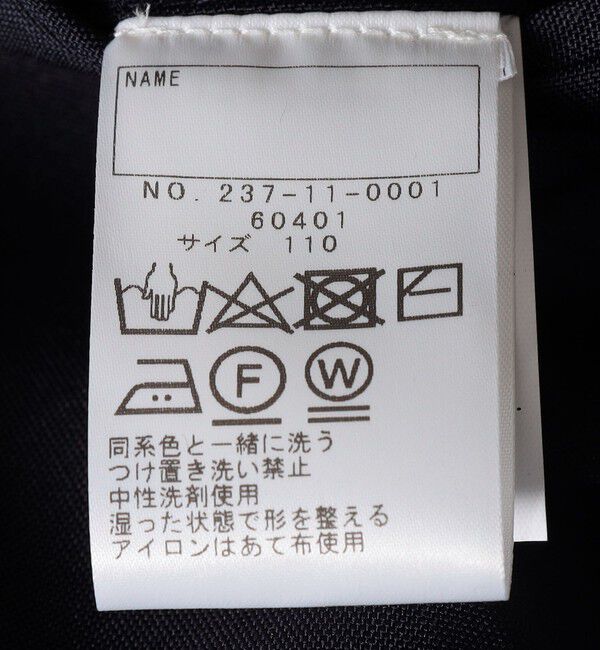 NAME
NO. 237-11-0001
60401
サイズ 110
F
W
同系色と一緒に洗う
つけ置き洗い禁止
中性洗剤使用
湿った状態で形を整える
アイロンはあて布使用